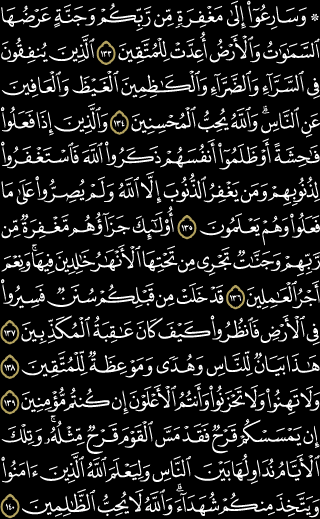 ۞ وَسَارِعُوٓا۟ إِلَىٰ مَغْفِرَةٍ مِّن رَّبِّكُمْ وَجَنَّةٍ عَرْضُهَا
ٱلسَّمَٰوَٰتُ وَٱلْأَرْضُ أُعِدَّتْ لِلْمُتَّقِينَ ١٣٣ ٱلَّذِينَ يُنفِقُونَ
فِى ٱلسَّرَّآءِ وَٱلضَّرَّآءِ وَٱلْكَٰظِمِينَ ٱلْغَيْظَ وَٱلْعَافِينَ
عَنِ ٱلنَّاسِ ۗ وَٱللَّهُ يُحِبُّ ٱلْمُحْسِنِينَ ١٣٤ وَٱلَّذِينَ إِذَا فَعَلُوا۟
فَٰحِشَةً أَوْ ظَلَمُوٓا۟ أَنفُسَهُمْ ذَكَرُوا۟ ٱللَّهَ فَٱسْتَغْفَرُوا۟
لِذُنُوبِهِمْ وَمَن يَغْفِرُ ٱلذُّنُوبَ إِلَّا ٱللَّهُ وَلَمْ يُصِرُّوا۟ عَلَىٰ مَا
فَعَلُوا۟ وَهُمْ يَعْلَمُونَ ١٣٥ أُو۟لَٰٓئِكَ جَزَآؤُهُم مَّغْفِرَةٌ مِّن
رَّبِّهِمْ وَجَنَّٰتٌ تَجْرِى مِن تَحْتِهَا ٱلْأَنْهَٰرُ خَٰلِدِينَ فِيهَا ۚ وَنِعْمَ
أَجْرُ ٱلْعَٰمِلِينَ ١٣٦ قَدْ خَلَتْ مِن قَبْلِكُمْ سُنَنٌ فَسِيرُوا۟
فِى ٱلْأَرْضِ فَٱنظُرُوا۟ كَيْفَ كَانَ عَٰقِبَةُ ٱلْمُكَذِّبِينَ ١٣٧
هَٰذَا بَيَانٌ لِّلنَّاسِ وَهُدًى وَمَوْعِظَةٌ لِّلْمُتَّقِينَ ١٣٨
وَلَا تَهِنُوا۟ وَلَا تَحْزَنُوا۟ وَأَنتُمُ ٱلْأَعْلَوْنَ إِن كُنتُم مُّؤْمِنِينَ ١٣٩
إِن يَمْسَسْكُمْ قَرْحٌ فَقَدْ مَسَّ ٱلْقَوْمَ قَرْحٌ مِّثْلُهُۥ ۚ وَتِلْكَ
ٱلْأَيَّامُ نُدَاوِلُهَا بَيْنَ ٱلنَّاسِ وَلِيَعْلَمَ ٱللَّهُ ٱلَّذِينَ ءَامَنُوا۟
وَيَتَّخِذَ مِنكُمْ شُهَدَآءَ ۗ وَٱللَّهُ لَا يُحِبُّ ٱلظَّٰلِمِينَ ١٤٠